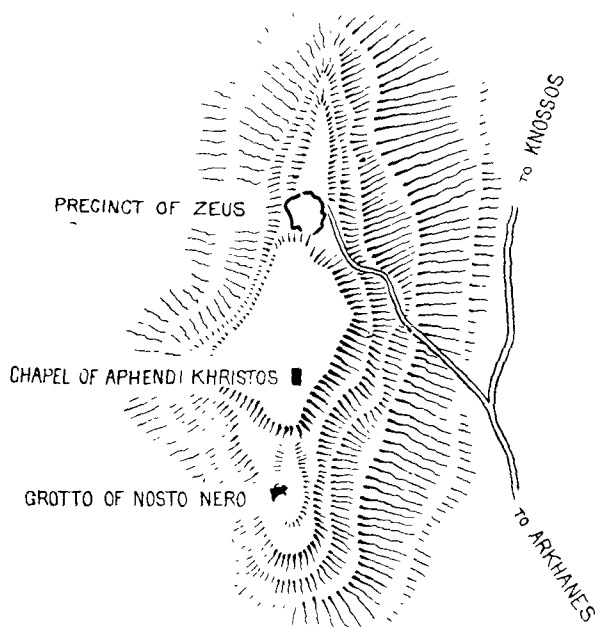 TO KNOSSOS
PRECINCT OF ZEUS
CHAPEL OF APHENDI KHRISTOS
GROTTO OF NOSTO NERO
TO ARKHANES